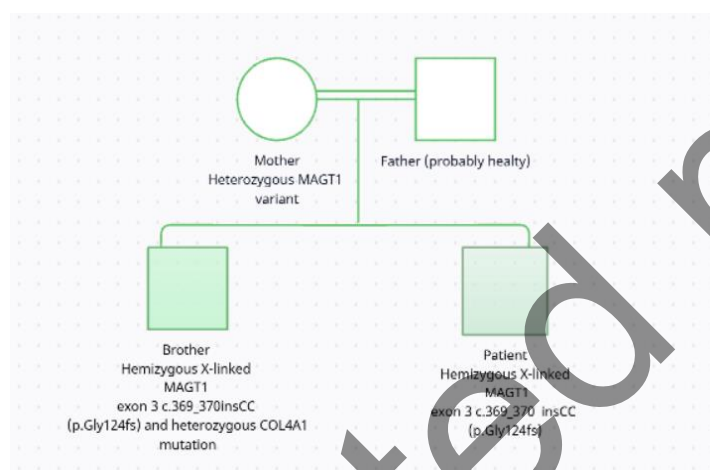 Mother
Heterozygous MAGT1
variant
Father (probably healty)
Brother
Hemizygous X-linked
MAGT1
exon 3 c.369_370insCC
(p.Gly124fs) and heterozygous COL4A1
mutation
Patient
Hemizygous X-linked
MAGT1
exon 3 c.369_370 insCC
(p.Gly124fs)